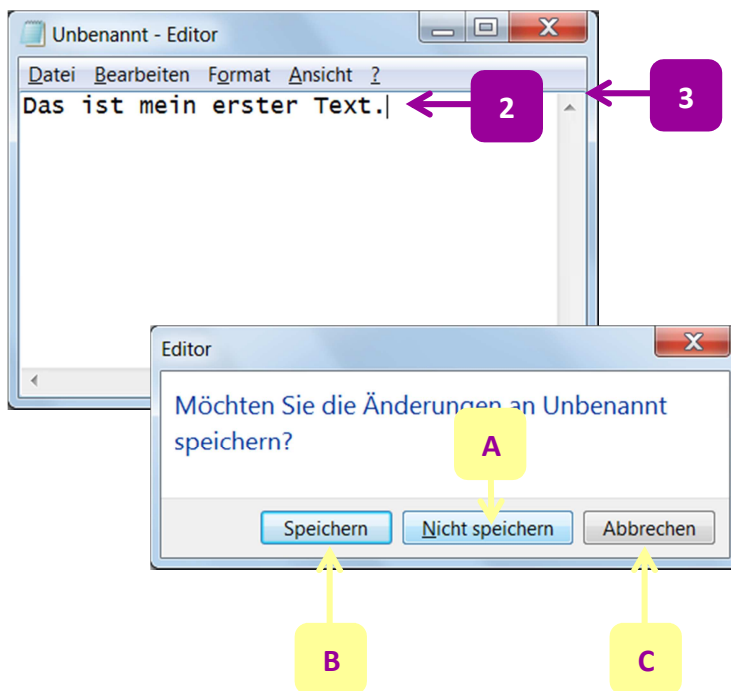 Unbenannt - Editor
Datei Bearbeiten Format Ansicht ?
Das ist mein erster Text.
2
3
Editor
Möchten Sie die Änderungen an Unbenannt
speichern?
A
Speichern Nicht speichern Abbrechen
B
C